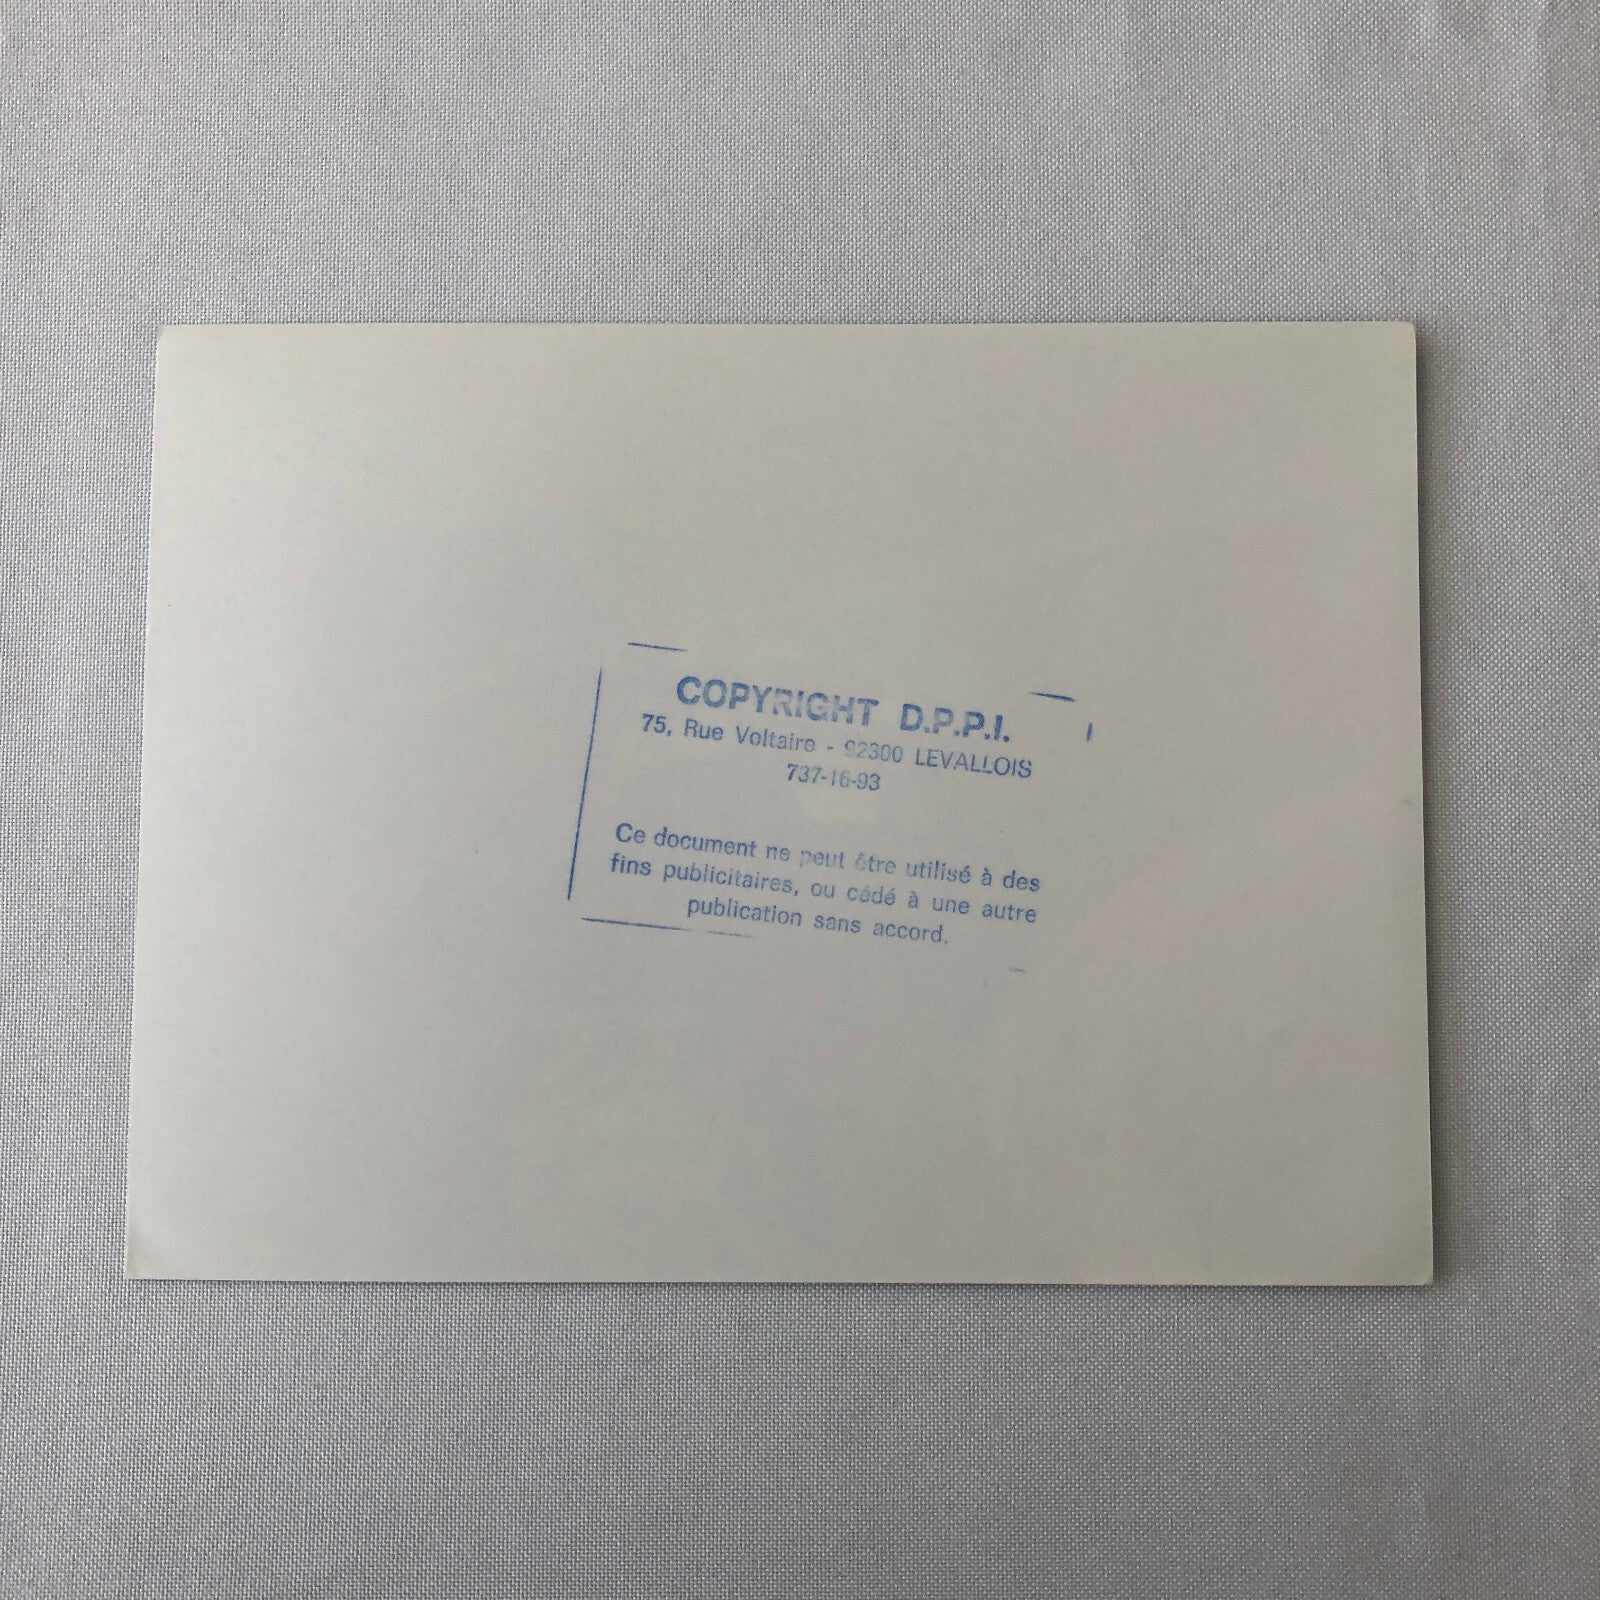 COPYRIGHT D.P.P.I.
75, Rue Voltaire - 92300 LEVALLOIS
737-16-93
Ce document ne peut être utilisé à des
fins publicitaires, ou cédé à une autre
publication sans accord.